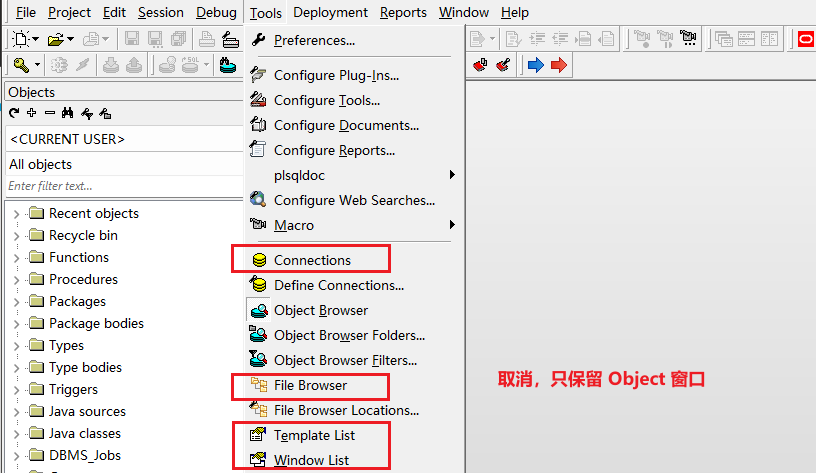 File Project Edit Session Debug Tools Deployment Reports Window Help
Preferences...
SQL
Objects
<CURRENT USER>
All objects
Enter filter text...
Recent objects
Recycle bin
Functions
Procedures
Packages
Package bodies
Types
Type bodies
Triggers
Java sources
Java classes
DBMS_Jobs
Configure Plug-Ins...
Configure Tools...
Configure Documents...
Configure Reports...
plsqldoc
Configure Web Searches...
Macro
Connections
Define Connections...
Object Browser
Object Browser Folders...
Object Browser Filters...
File Browser
File Browser Locations...
Template List
Window List
取消，只保留 Object 窗口